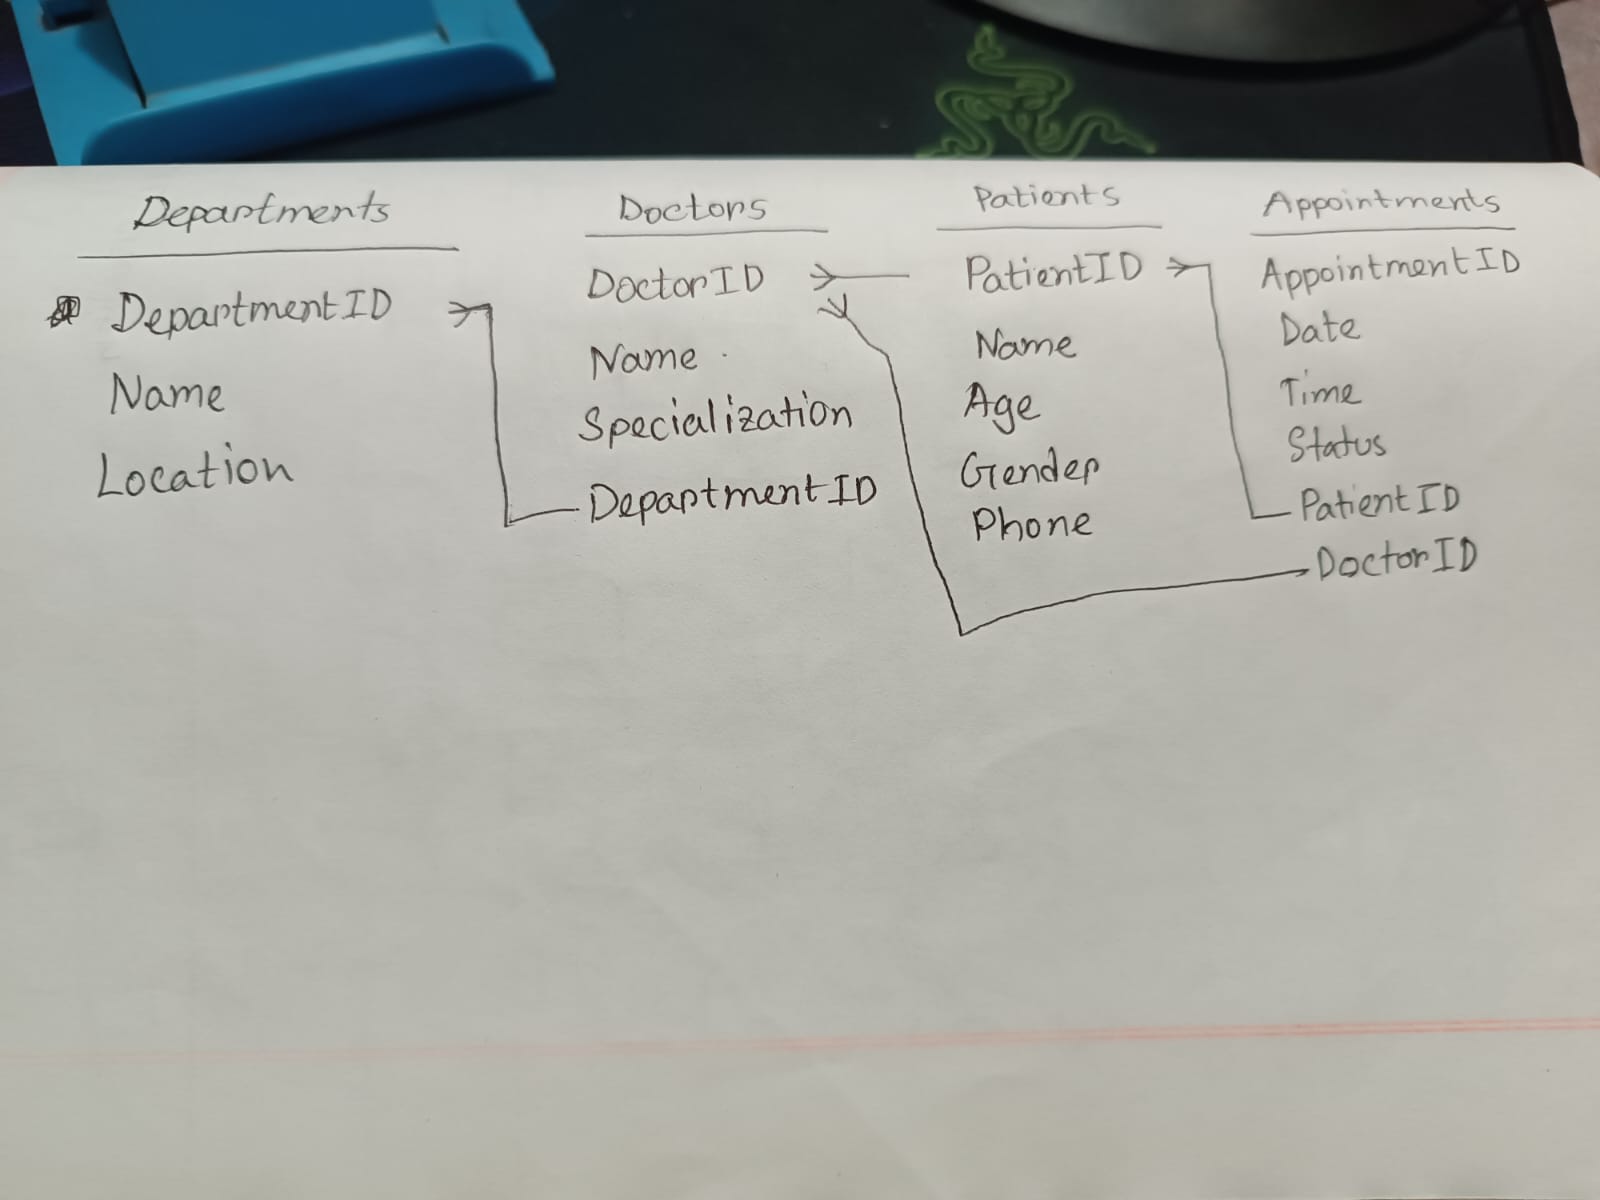 Departments
DepartmentID
Name
Location
Doctors
DoctorID
Name
Specialization
DepartmentID
Patients
PatientID
Name
Age
Gender
Phone
Appointments
AppointmentID
Date
Time
Status
PatientID
DoctorID